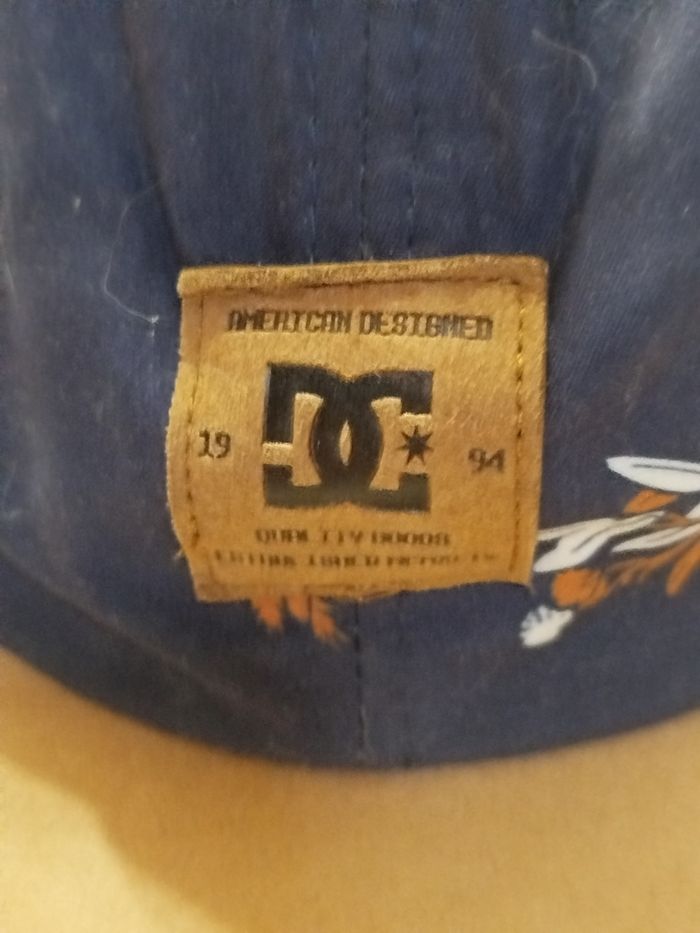 AMERICAN DESIGNED
DC
19 94
QUALITY GOODS